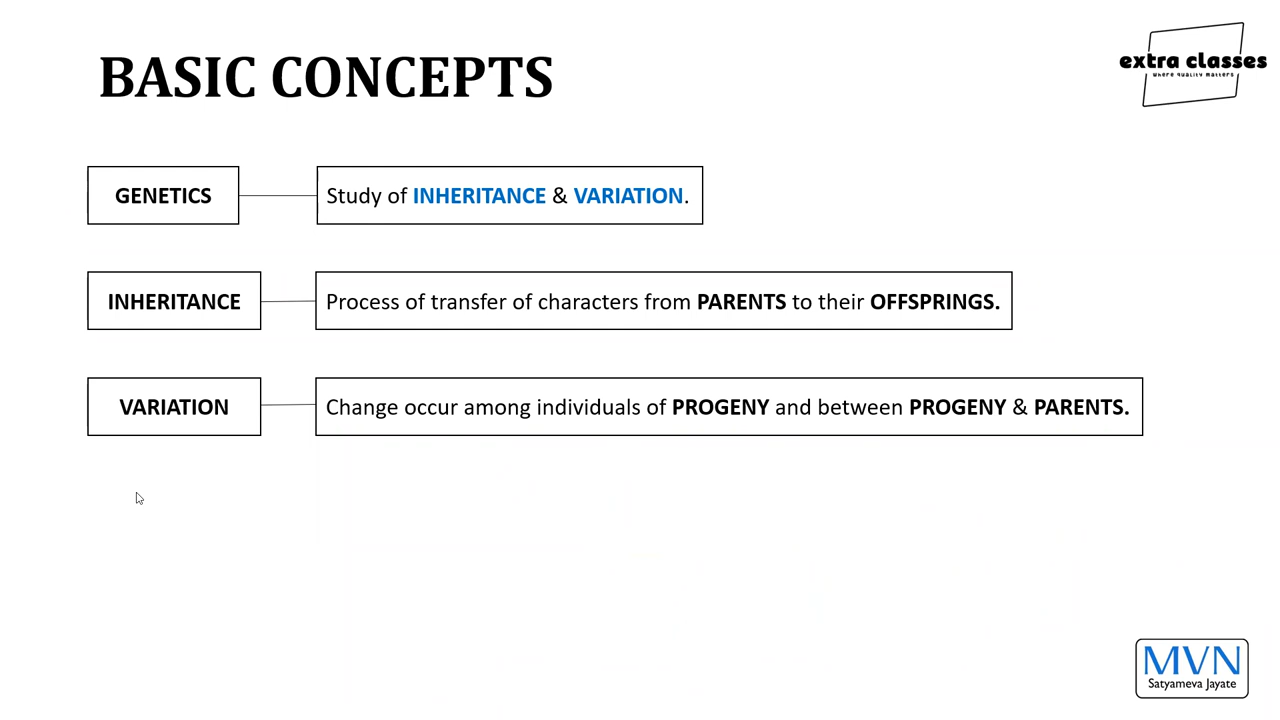 BASIC CONCEPTS
extra classes
where quality matters
GENETICS
Study of INHERITANCE & VARIATION.
INHERITANCE
Process of transfer of characters from PARENTS to their OFFSPRINGS.
VARIATION
Change occur among individuals of PROGENY and between PROGENY & PARENTS.
MVN
Satyameva Jayate